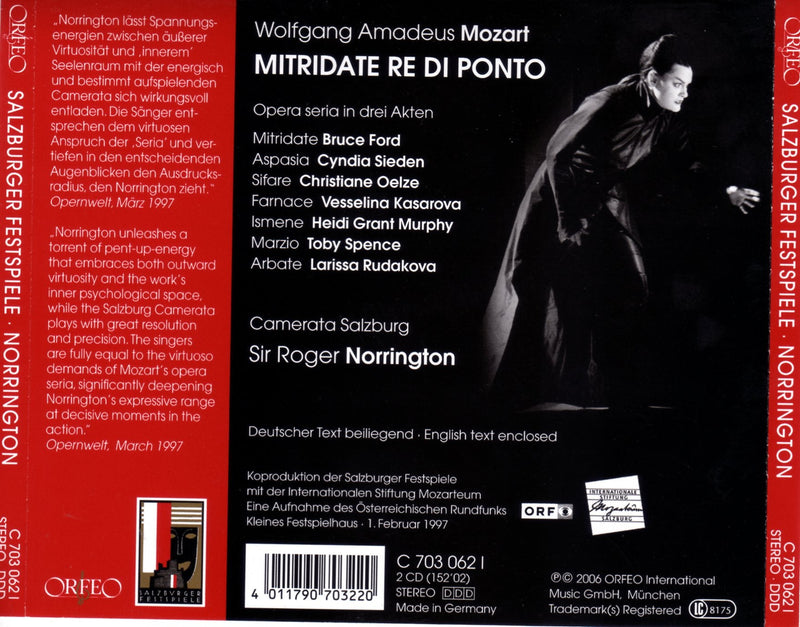 ORFEO
SALZBURGER FESTSPIELE · NORRINGTON
C 703 062 I
STEREO · DDD
„Norrington lässt Spannungs-
energien zwischen äußerer
Virtuosität und ‚innerem’
Seelenraum mit der energisch
und bestimmt aufspielenden
Camerata sich wirkungsvoll
entladen. Die Sänger ent-
sprechen dem virtuosen
Anspruch der ‚Seria’ und ver-
tiefen in den entscheidenden
Augenblicken den Ausdrucks-
radius, den Norrington zieht.”
Opernwelt, März 1997
„Norrington unleashes a
torrent of pent-up-energy
that embraces both outward
virtuosity and the work’s
inner psychological space,
while the Salzburg Camerata
plays with great resolution
and precision. The singers
are fully equal to the virtuoso
demands of Mozart’s opera
seria, significantly deepening
Norrington’s expressive range
at decisive moments in the
action.”
Opernwelt, March 1997
ORFEO
SALZBURGER
FESTSPIELE
Wolfgang Amadeus Mozart
MITRIDATE RE DI PONTO
Opera seria in drei Akten
Mitridate Bruce Ford
Aspasia Cyndia Sieden
Sifare Christiane Oelze
Farnace Vesselina Kasarova
Ismene Heidi Grant Murphy
Marzio Toby Spence
Arbate Larissa Rudakova
Camerata Salzburg
Sir Roger Norrington
Deutscher Text beiliegend · English text enclosed
Koproduktion der Salzburger Festspiele
mit der Internationalen Stiftung Mozarteum
Eine Aufnahme des Österreichischen Rundfunks
Kleines Festspielhaus · 1. Februar 1997
ORF
INTERNATIONALE
STIFTUNG
Mozarteum
SALZBURG
4 011790 703220
C 703 062 I
2 CD (152’02)
STEREO DDD
Made in Germany
℗© 2006 ORFEO International
Music GmbH, München
Trademark(s) Registered
LC 8175
ORFEO
SALZBURGER FESTSPIELE · NORRINGTON
C 703 062 I
STEREO · DDD